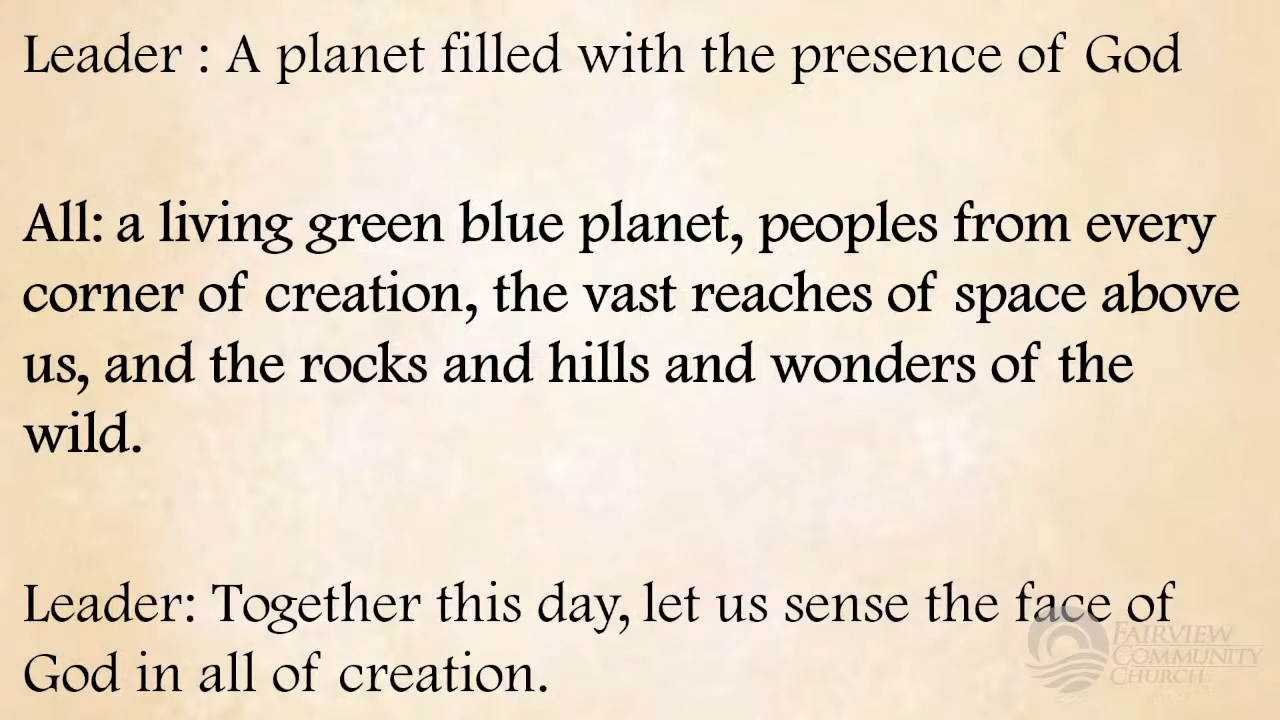 Leader : A planet filled with the presence of God
All: a living green blue planet, peoples from every
corner of creation, the vast reaches of space above
us, and the rocks and hills and wonders of the
wild.
Leader: Together this day, let us sense the face of
God in all of creation.
FAIRVIEW
COMMUNITY
CHURCH